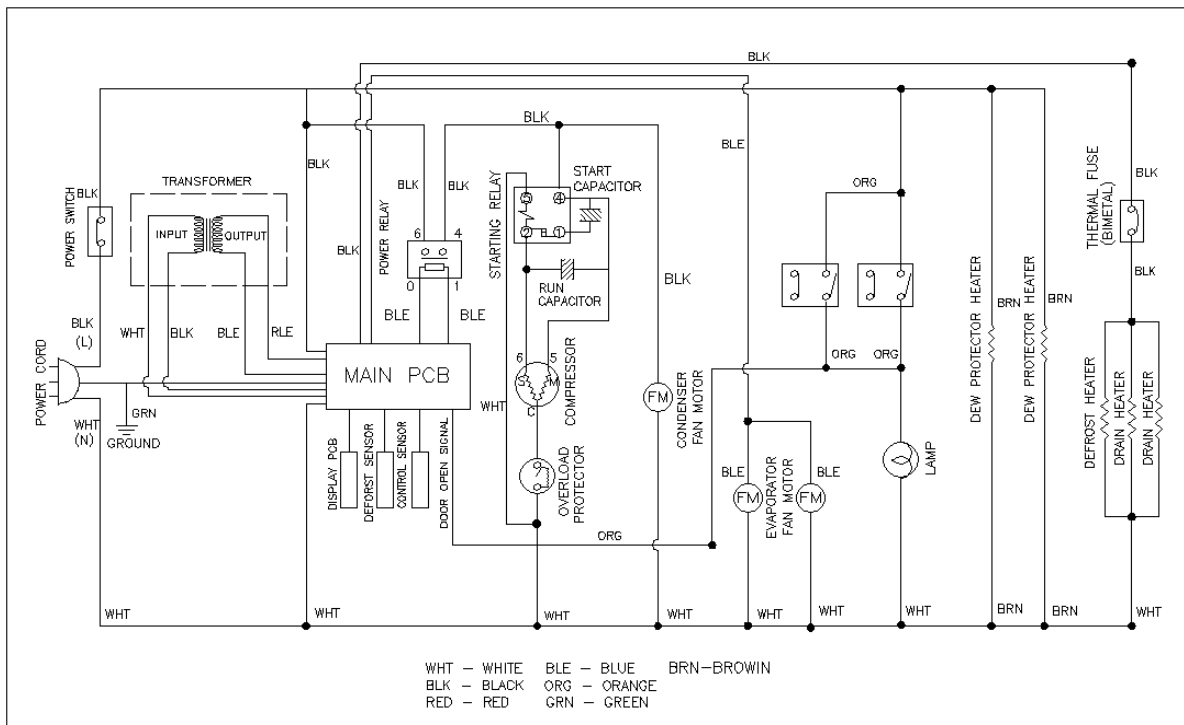 BLK
BLK
BLK
BLE
BLK
BLK
BLK
ORG
TRANSFORMER
INPUT
OUTPUT
POWER SWITCH
BLK
POWER RELAY
6 4
0 1
STARTING RELAY
START
CAPACITOR
5 4
2 1
RUN
CAPACITOR
BLK
THERMAL FUSE
(BIMETAL)
BLK
BLK
BLK
(L)
WHT
BLK
BLE
RLE
BLE
BLE
BRN
BRN
DEW PROTECTOR HEATER
DEW PROTECTOR HEATER
ORG
ORG
MAIN PCB
6 5
S M
C
COMPRESSOR
WHT
FM
CONDENSER
FAN MOTOR
POWER CORD
GRN
GROUND
WHT
(N)
DISPLAY PCB
DEFORST SENSOR
CONTROL SENSOR
DOOR OPEN SIGNAL
OVERLOAD
PROTECTOR
BLE
BLE
FM
EVAPORATOR
FAN MOTOR
FM
LAMP
DEFROST HEATER
DRAIN HEATER
DRAIN HEATER
ORG
WHT
WHT
WHT
WHT
WHT
WHT
WHT
BRN
BRN
WHT
WHT – WHITE BLE – BLUE BRN–BROWIN
BLK – BLACK ORG – ORANGE
RED – RED GRN – GREEN